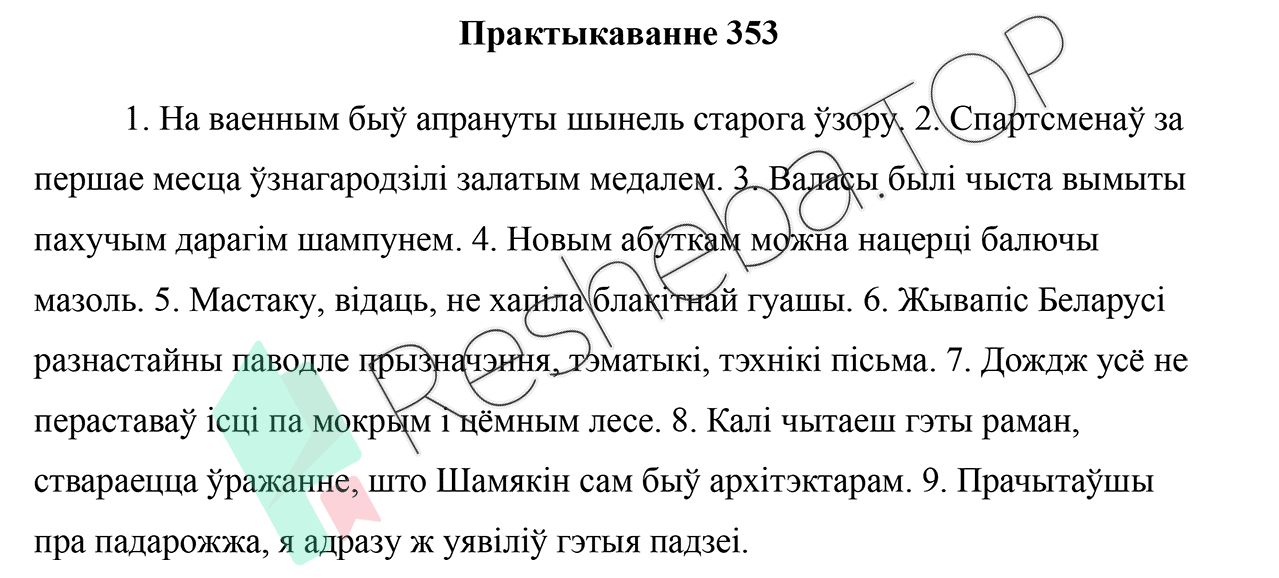 Практыкаванне 353
1. На ваенным быў апрануты шынель старога ўзору. 2. Спартсменаў за
першае месца ўзнагародзілі залатым медалем. 3. Валасы былі чыста вымыты
пахучым дарагім шампунем. 4. Новым абуткам можна нацерці балючы
мазоль. 5. Мастаку, відаць, не хапіла блакітнай гуашы. 6. Жывапіс Беларусі
разнастайны паводле прызначэння, тэматыкі, тэхнікі пісьма. 7. Дождж усё не
пераставаў ісці па мокрым і цёмным лесе. 8. Калі чытаеш гэты раман,
ствараецца ўражанне, што Шамякін сам быў архітэктарам. 9. Прачытаўшы
пра падарожжа, я адразу ж уявіліў гэтыя падзеі.
Resheba.TOP